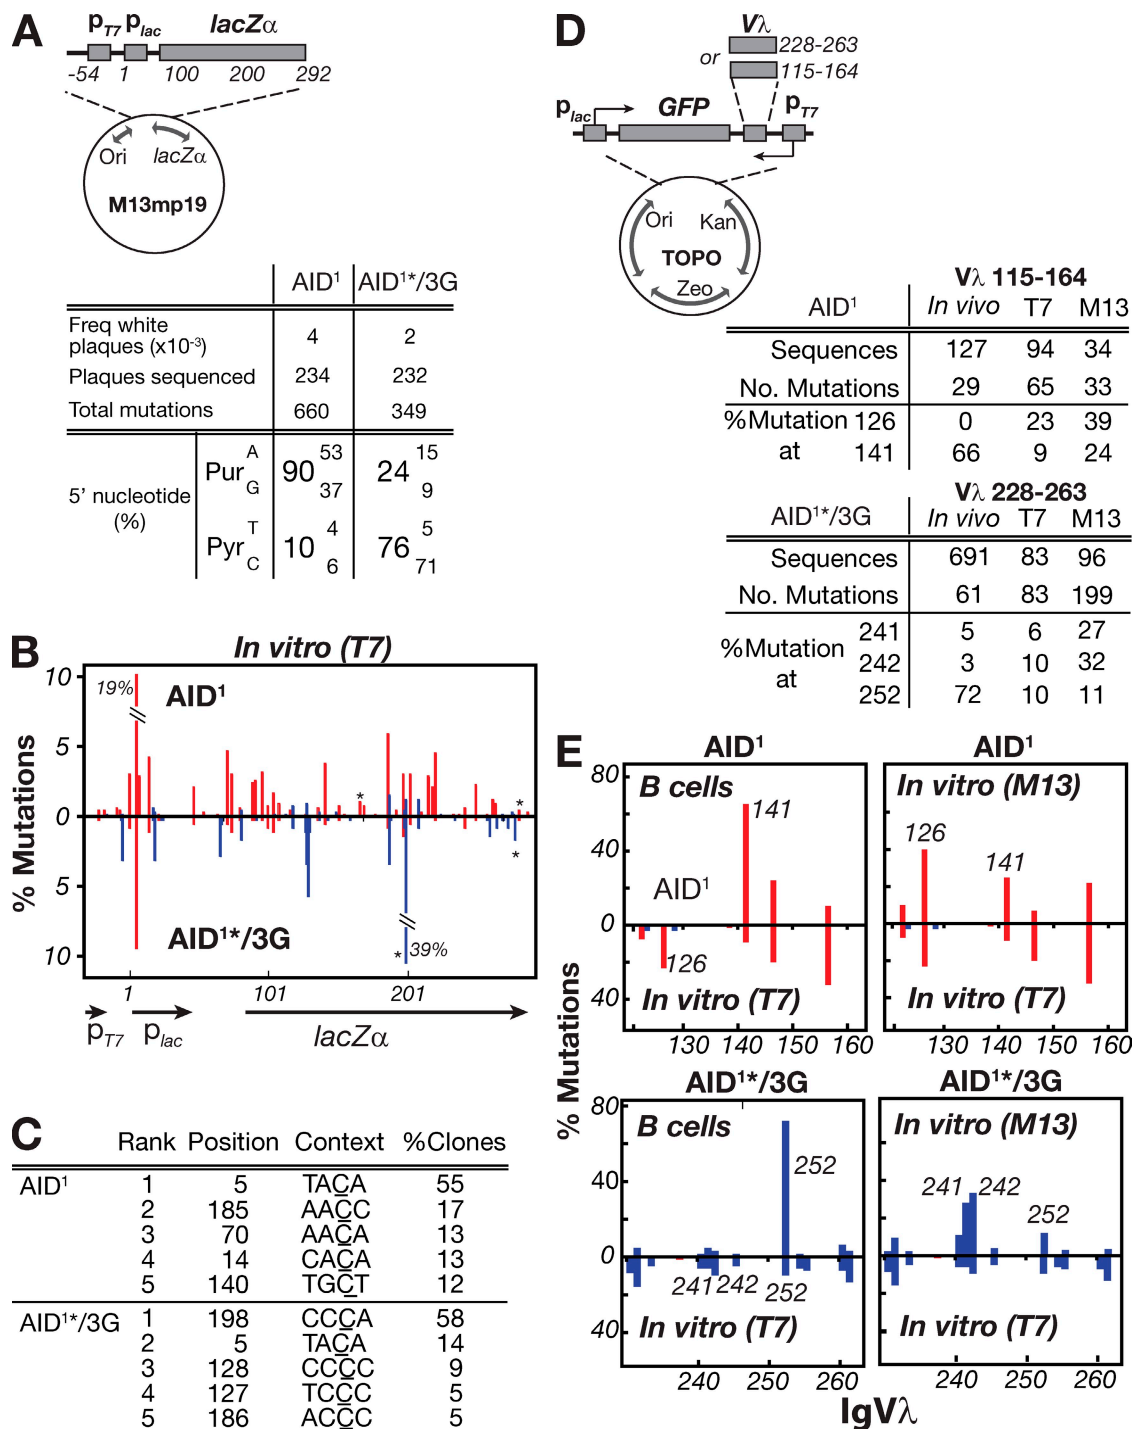 A
pT7 plac lacZα
-54 1 100 200 292
Ori lacZα
M13mp19
AID1 AID1*/3G
Freq white plaques (x10-3) 4 2
Plaques sequenced 234 232
Total mutations 660 349
5' nucleotide (%)
Pur A G 90 53 37 24 15 9
Pyr T C 10 4 6 76 5 71
B
In vitro (T7)
% Mutations
10
5
0
5
10
19%
AID1
*
*
*
AID1*/3G
* 39%
1 101 201
pT7 plac lacZα
C
Rank Position Context %Clones
AID1 1 5 TACA 55
2 185 AACC 17
3 70 AACA 13
4 14 CACA 13
5 140 TGCT 12
AID1*/3G 1 198 CCCA 58
2 5 TACA 14
3 128 CCCC 9
4 127 TCCC 5
5 186 ACCC 5
D
Vλ
228-263
or
115-164
plac GFP pT7
Ori Kan
TOPO
Zeo
Vλ 115-164
AID1 In vivo T7 M13
Sequences 127 94 34
No. Mutations 29 65 33
%Mutation at
126 0 23 39
141 66 9 24
Vλ 228-263
AID1*/3G In vivo T7 M13
Sequences 691 83 96
No. Mutations 61 83 199
%Mutation at
241 5 6 27
242 3 10 32
252 72 10 11
E
% Mutations
AID1
B cells
80
40
0
40
141
AID1
126
In vitro (T7)
130 140 150 160
AID1
In vitro (M13)
126
141
In vitro (T7)
130 140 150 160
AID1*/3G
B cells
80
40
0
40
252
241 242 252
In vitro (T7)
240 250 260
AID1*/3G
In vitro (M13)
241 242
252
In vitro (T7)
240 250 260
IgVλ